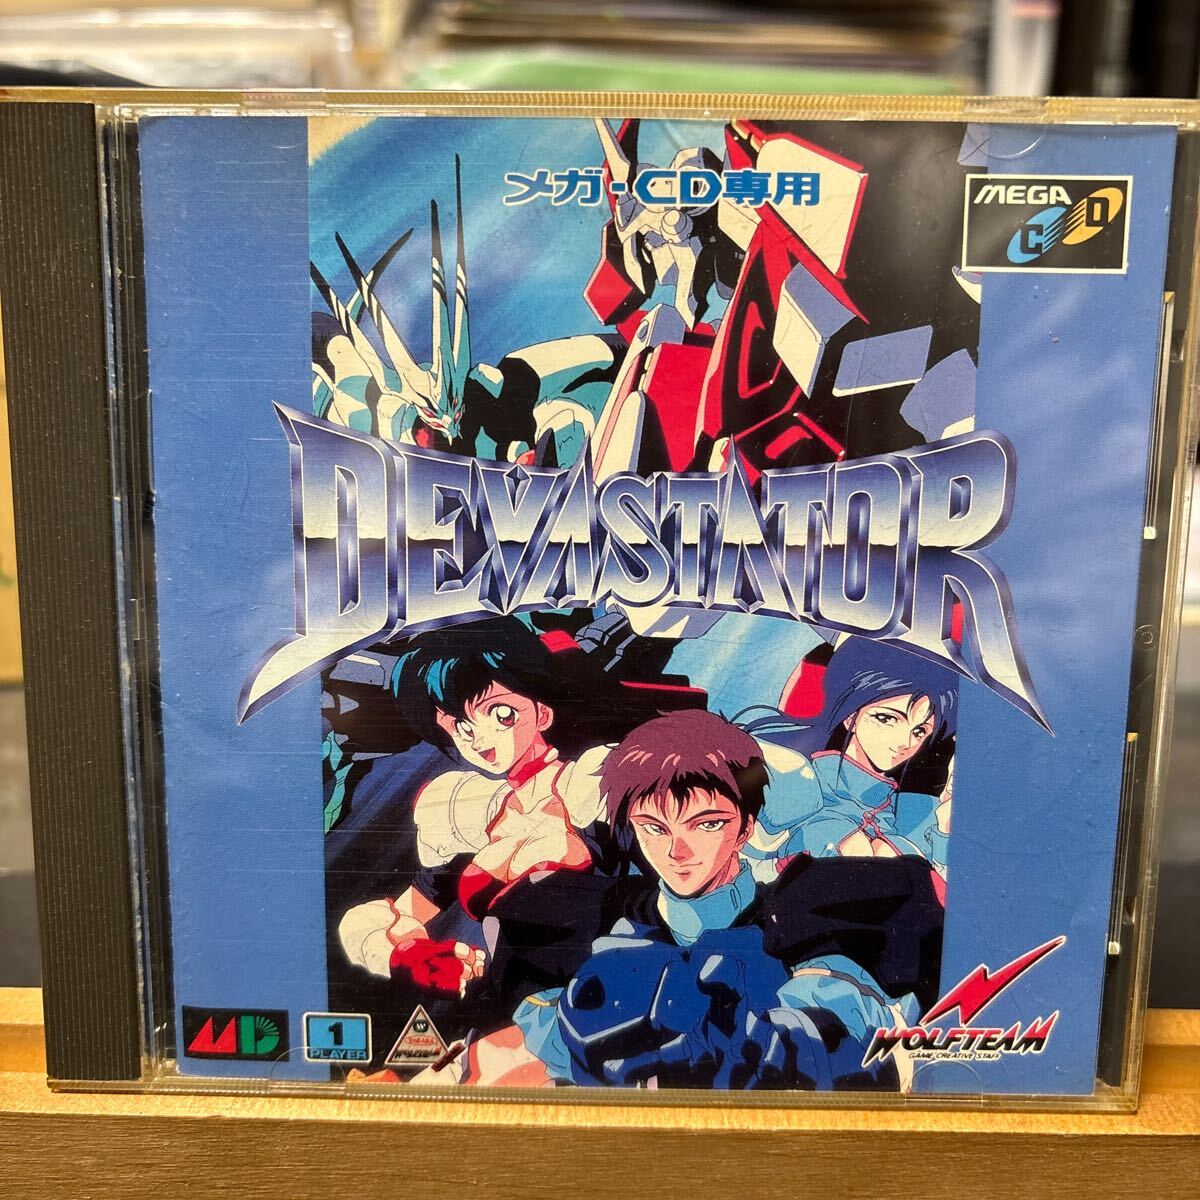 メガ-CD専用
MEGA
CD
DEVASTATOR
MD
1
PLAYER
WOLFTEAM
GAME CREATIVE STAFF